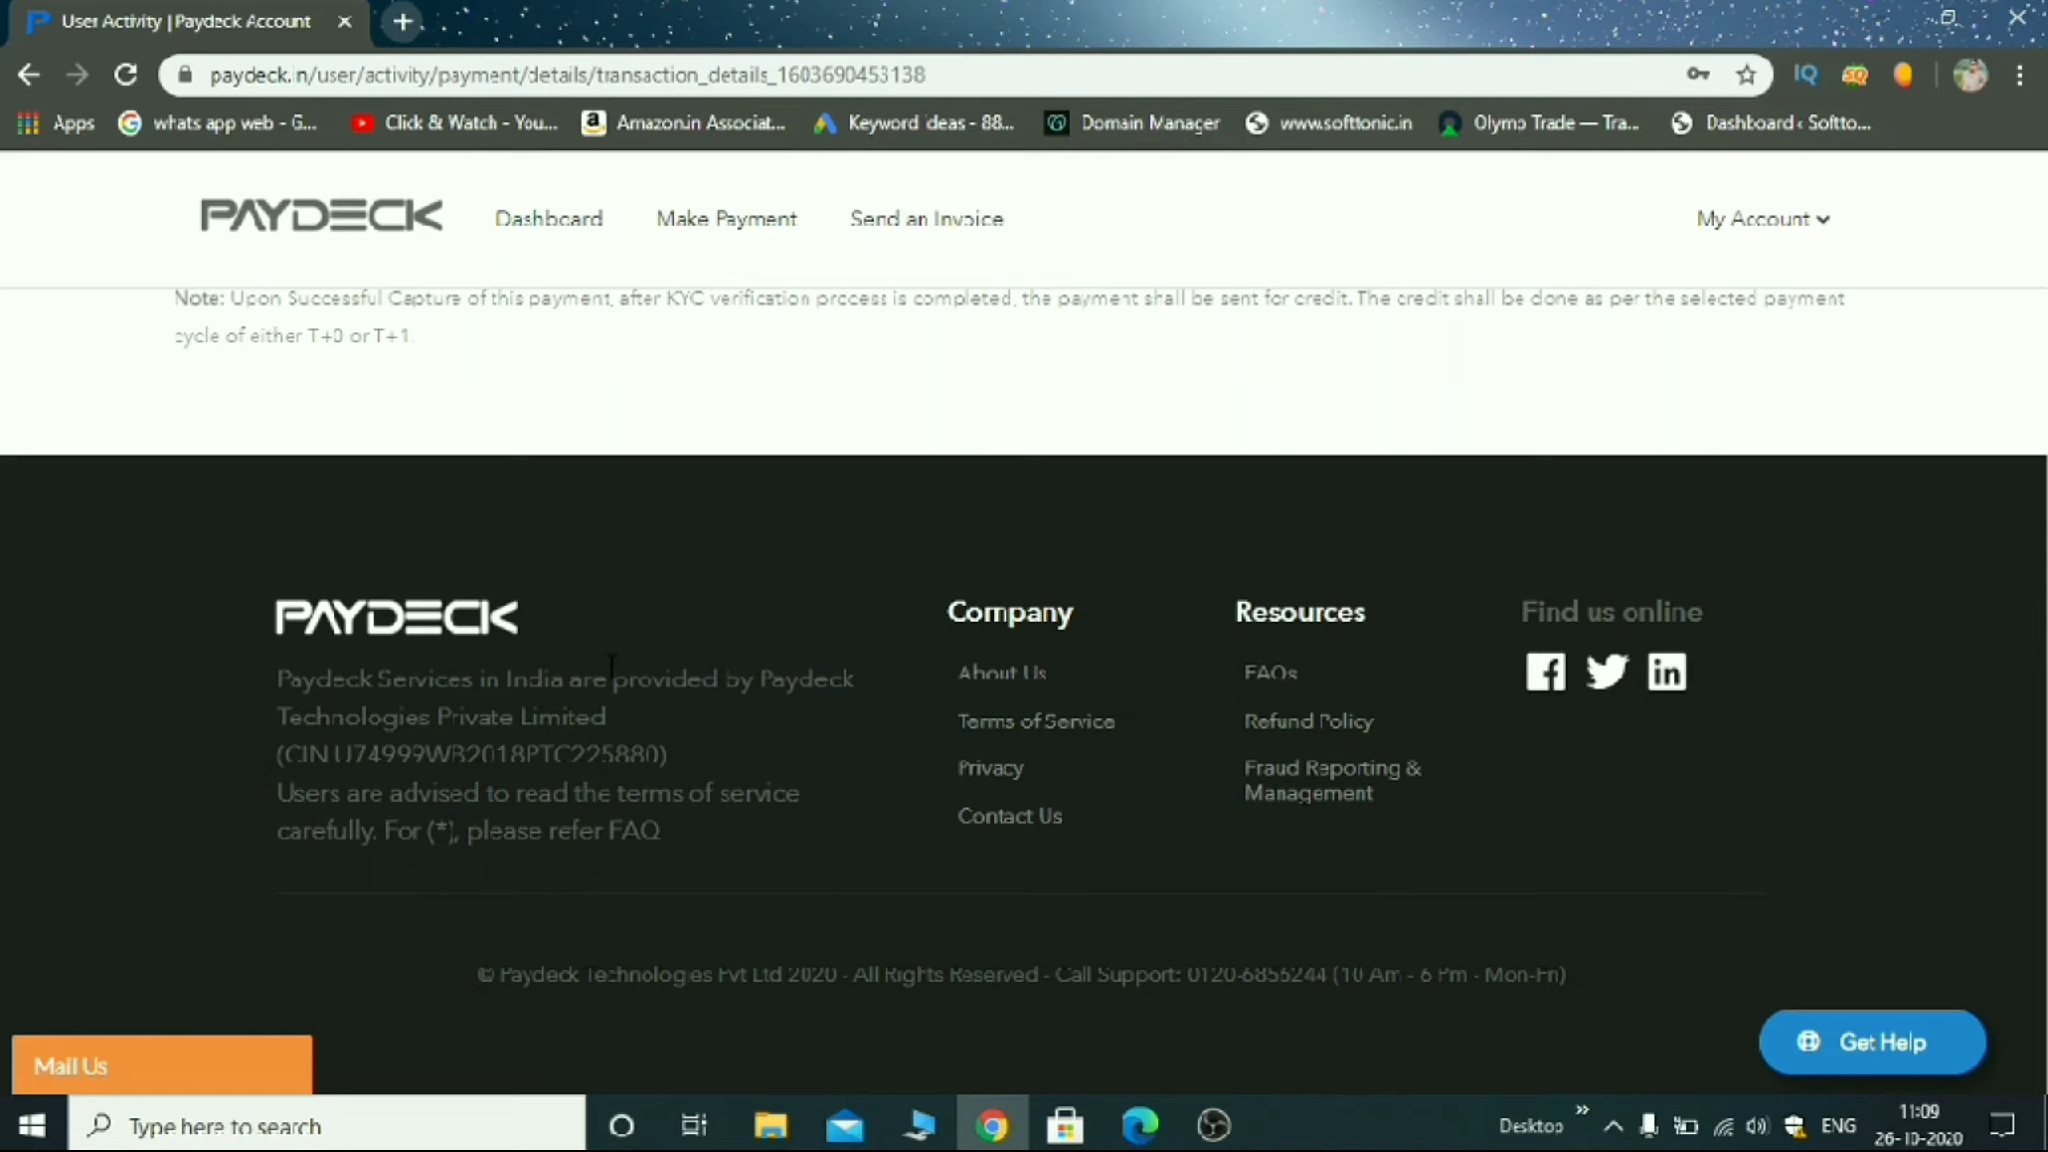 User Activity | Paydeck Account
paydeck.in/user/activity/payment/details/transaction_details_1603690453138
Apps
whats app web - G...
Click & Watch - You...
Amazon.in Associat...
Keyword Ideas - 88...
Domain Manager
www.softtonic.in
Olymp Trade — Tra...
Dashboard ‹ Softto...
PAYDECK
Dashboard
Make Payment
Send an Invoice
My Account
Note: Upon Successful Capture of this payment, after KYC verification process is completed, the payment shall be sent for credit. The credit shall be done as per the selected payment
cycle of either T+0 or T+1.
PAYDECK
Paydeck Services in India are provided by Paydeck
Technologies Private Limited
(CIN U74999WB2018PTC225880))
Users are advised to read the terms of service
carefully. For (*), please refer FAQ
Company
About Us
Terms of Service
Privacy
Contact Us
Resources
FAQs
Refund Policy
Fraud Reporting &
Management
Find us online
© Paydeck Technologies Pvt Ltd 2020 - All Rights Reserved - Call Support: 0120-6856244 (10 Am - 6 Pm - Mon-Fri)
Mail Us
Get Help
Type here to search
Desktop
ENG
11:09
26-10-2020